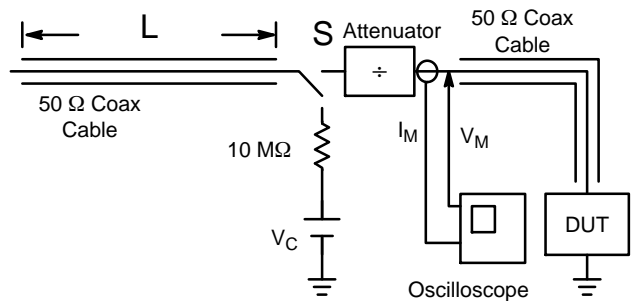 L
S
Attenuator
÷
50 Ω Coax
Cable
50 Ω Coax
Cable
I_M
V_M
10 MΩ
V_C
DUT
Oscilloscope